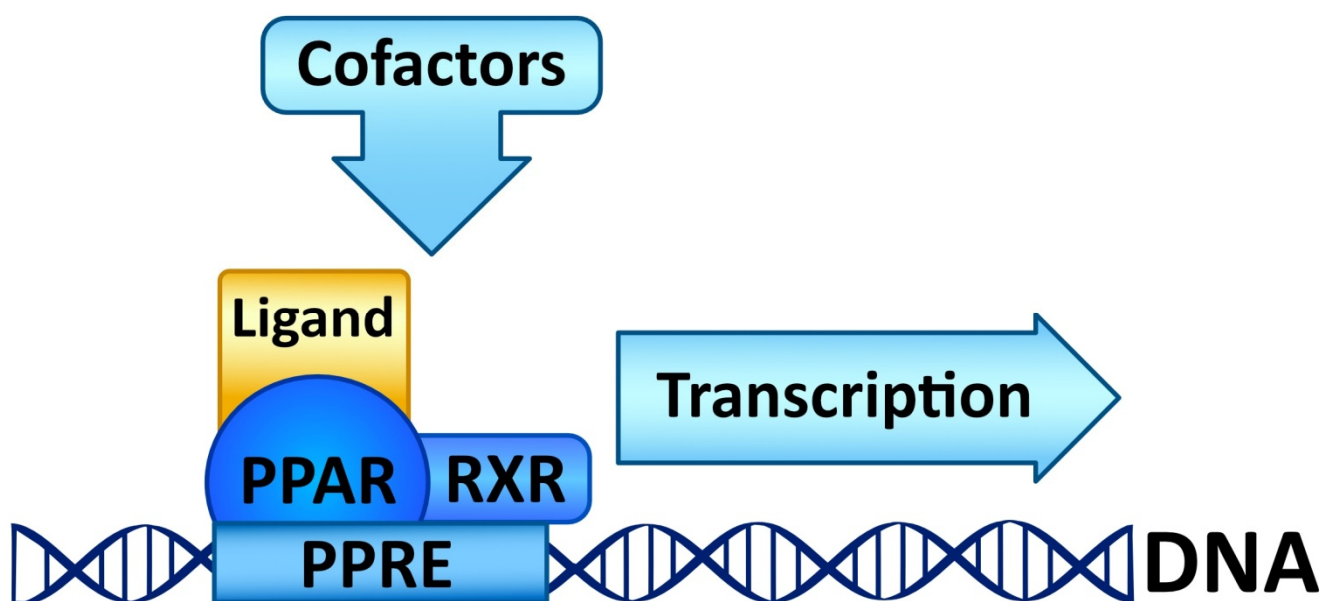 Cofactors
Ligand
Transcription
PPAR
RXR
PPRE
DNA